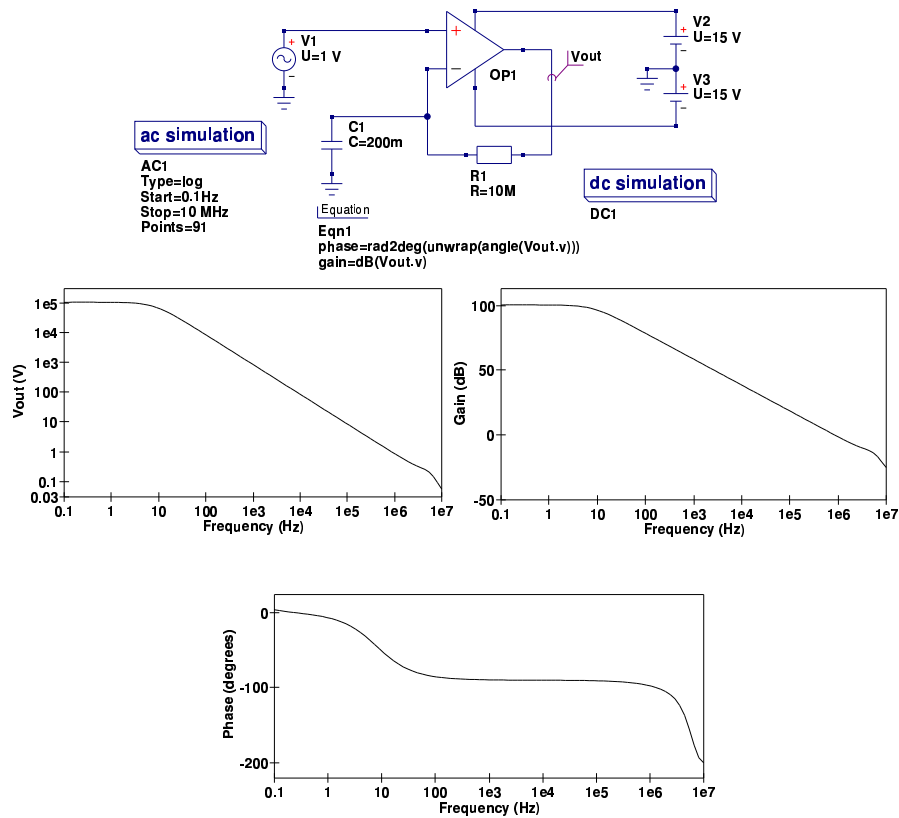 V1
U=1 V
+
−
OP1
Vout
V2
U=15 V
V3
U=15 V
ac simulation
AC1
Type=log
Start=0.1Hz
Stop=10 MHz
Points=91
C1
C=200m
R1
R=10M
dc simulation
DC1
Equation
Eqn1
phase=rad2deg(unwrap(angle(Vout.v)))
gain=dB(Vout.v)
Vout (V)
1e5
1e4
1e3
100
10
1
0.1
0.03
0.1 1 10 100 1e3 1e4 1e5 1e6 1e7
Frequency (Hz)
Gain (dB)
100
50
0
-50
0.1 1 10 100 1e3 1e4 1e5 1e6 1e7
Frequency (Hz)
Phase (degrees)
0
-100
-200
0.1 1 10 100 1e3 1e4 1e5 1e6 1e7
Frequency (Hz)